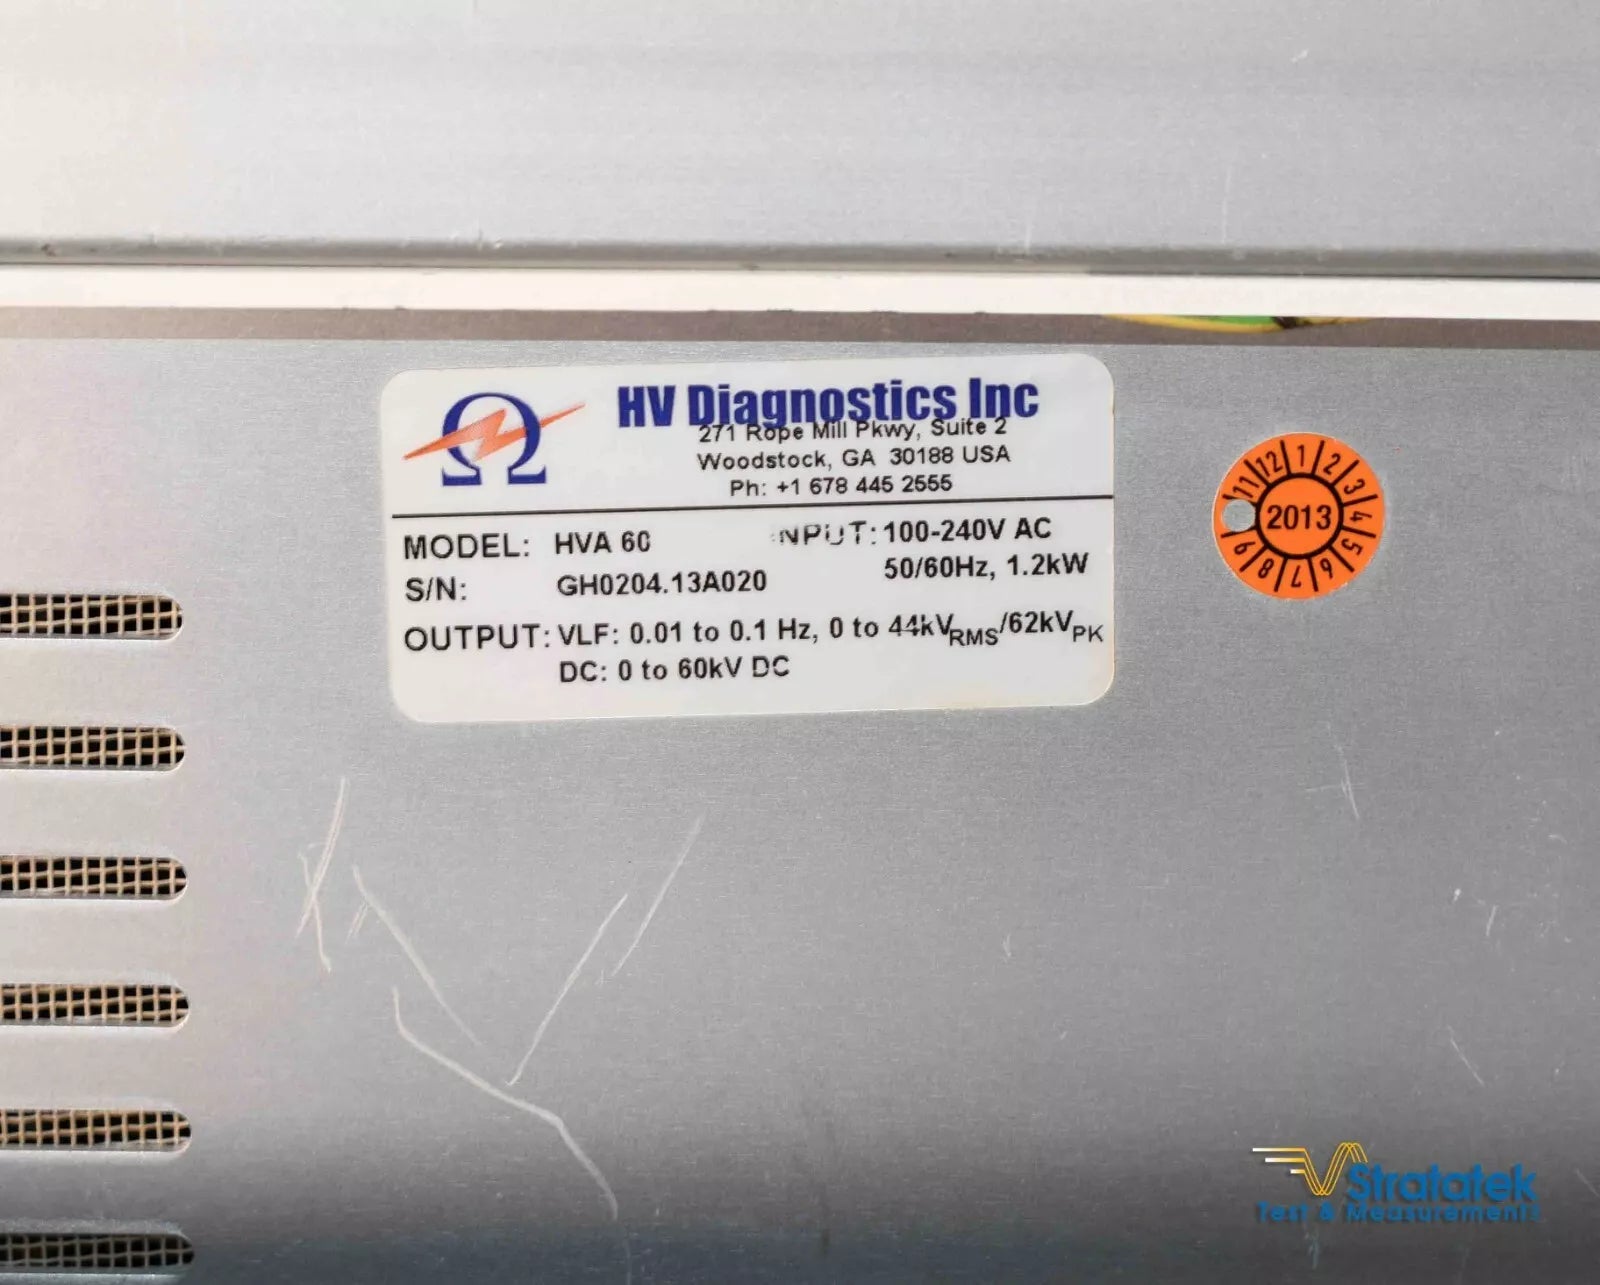 HV Diagnostics Inc
271 Rope Mill Pkwy, Suite 2
Woodstock, GA 30188 USA
Ph: +1 678 445 2555
MODEL: HVA 60 INPUT: 100-240V AC
S/N: GH0204.13A020 50/60Hz, 1.2kW
OUTPUT: VLF: 0.01 to 0.1 Hz, 0 to 44kVRMS/62kVPK
DC: 0 to 60kV DC
1 2 3 4 5 6 7 8 9 11 12
2013
Stratatek
Test & Measurement